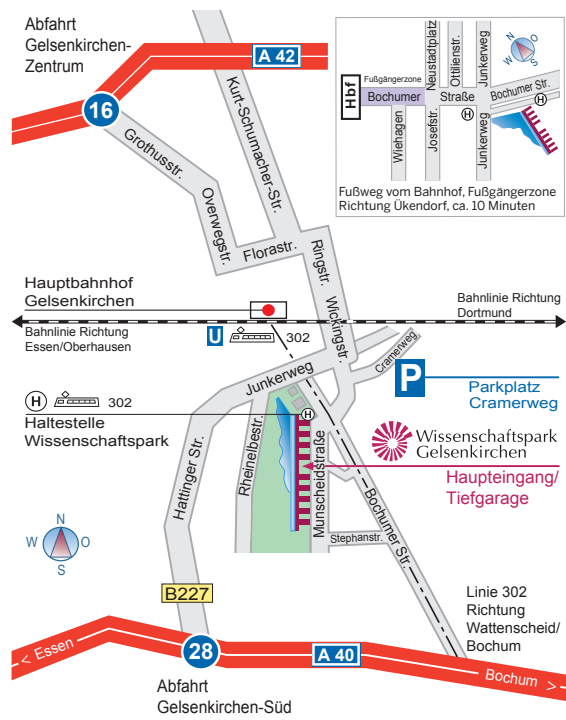 Abfahrt
Gelsenkirchen-
Zentrum
A 42
16
Kurt-Schumacher-Str.
Grothusstr.
Overwegstr.
Florastr.
Ringstr.
Wickingstr.
Hbf
Fußgängerzone
Bochumer
Straße
Bochumer Str.
Neustadtplatz
Ottilienstr.
Junkerweg
Wiehagen
Josefstr.
Junkerweg
H
H
N
W
O
S
Fußweg vom Bahnhof, Fußgängerzone
Richtung Ükendorf, ca. 10 Minuten
Hauptbahnhof
Gelsenkirchen
Bahnlinie Richtung
Dortmund
Bahnlinie Richtung
Essen/Oberhausen
U
302
Cramerweg
Junkerweg
P
Parkplatz
Cramerweg
H
302
Haltestelle
Wissenschaftspark
H
Wissenschaftspark
Gelsenkirchen
Haupteingang/
Tiefgarage
Hattinger Str.
Rheinelbestr.
Munscheidstraße
Bochumer Str.
Stephanstr.
N
W
O
S
B227
Linie 302
Richtung
Wattenscheid/
Bochum
< Essen
28
A 40
Bochum >
Abfahrt
Gelsenkirchen-Süd